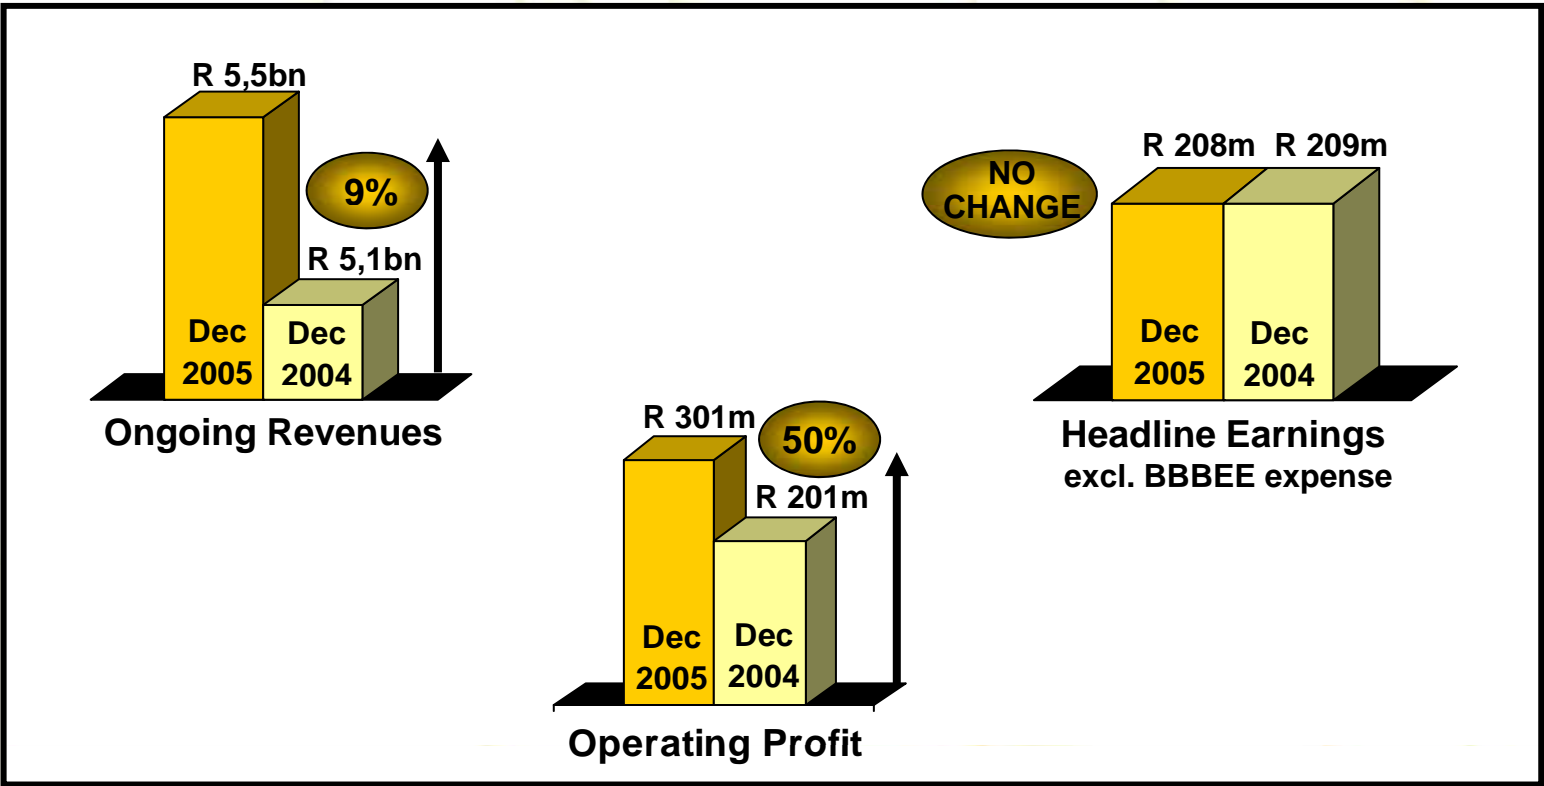 R 5,5bn
9%
R 5,1bn
Dec
2005
Dec
2004
Ongoing Revenues
R 301m
50%
R 201m
Dec
2005
Dec
2004
Operating Profit
NO
CHANGE
R 208m
R 209m
Dec
2005
Dec
2004
Headline Earnings
excl. BBBEE expense